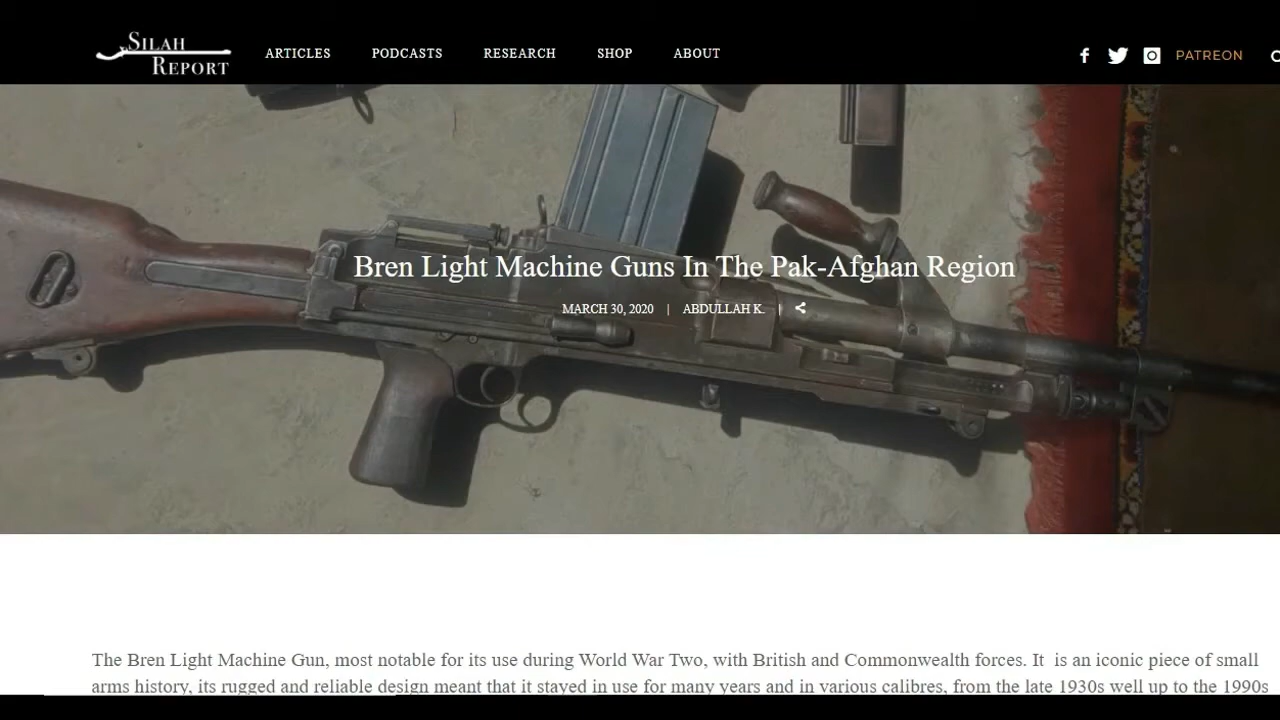 SILAH
REPORT
ARTICLES PODCASTS RESEARCH SHOP ABOUT
PATREON
Bren Light Machine Guns In The Pak-Afghan Region
MARCH 30, 2020 | ABDULLAH K.
The Bren Light Machine Gun, most notable for its use during World War Two, with British and Commonwealth forces. It is an iconic piece of small
arms history, its rugged and reliable design meant that it stayed in use for many years and in various calibres, from the late 1930s well up to the 1990s